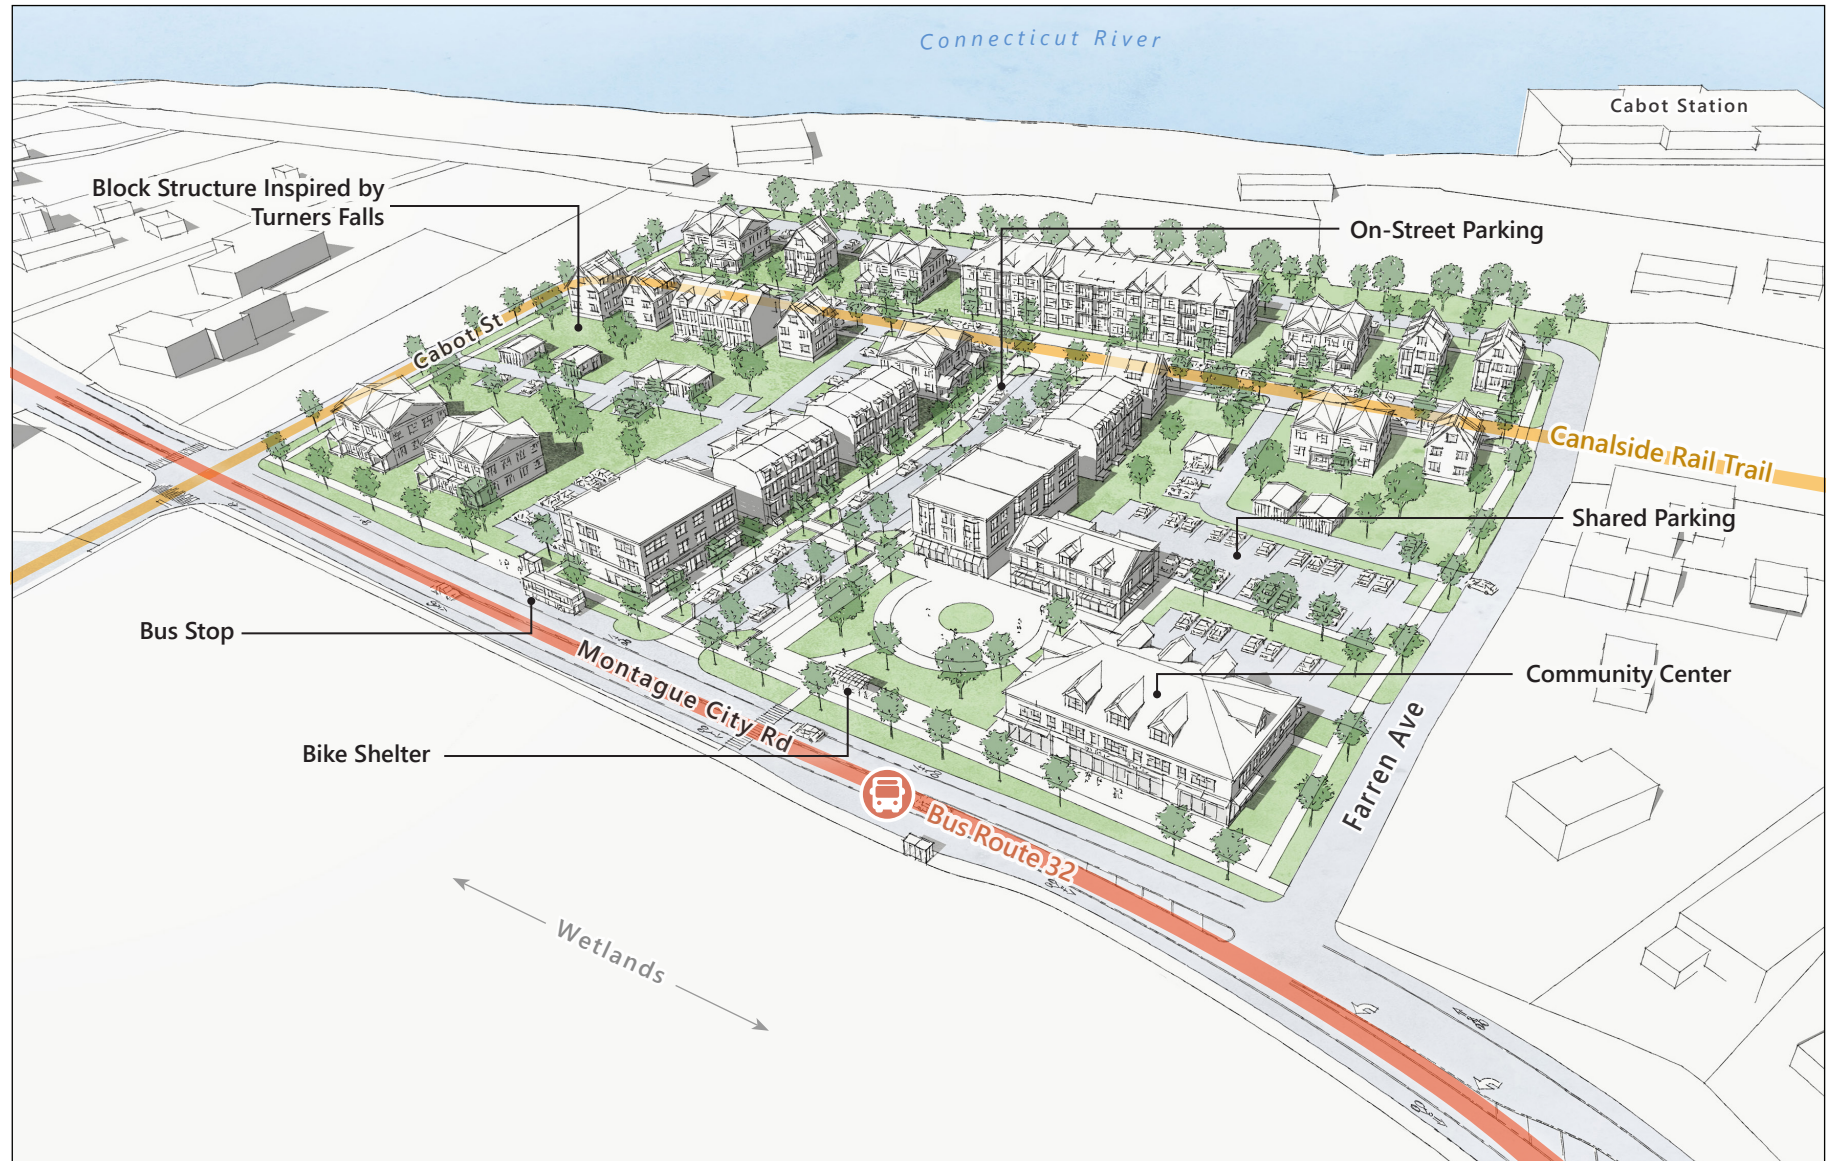 Connecticut River
Cabot Station
Block Structure Inspired by
Turners Falls
On-Street Parking
Cabot St
Canalside Rail Trail
Shared Parking
Bus Stop
Montague City Rd
Community Center
Bike Shelter
Farren Ave
Bus Route 32
Wetlands